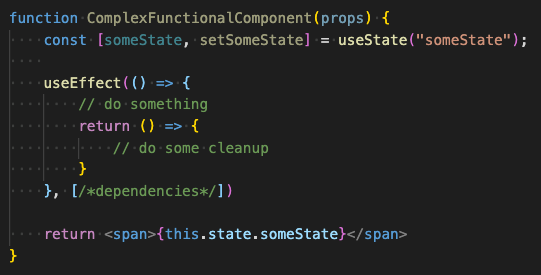 function ComplexFunctionalComponent(props) {
    const [someState, setSomeState] = useState("someState");
    
    useEffect(() => {
        // do something
        return () => {
            // do some cleanup
        }
    }, [/*dependencies*/])

    return <span>{this.state.someState}</span>
}